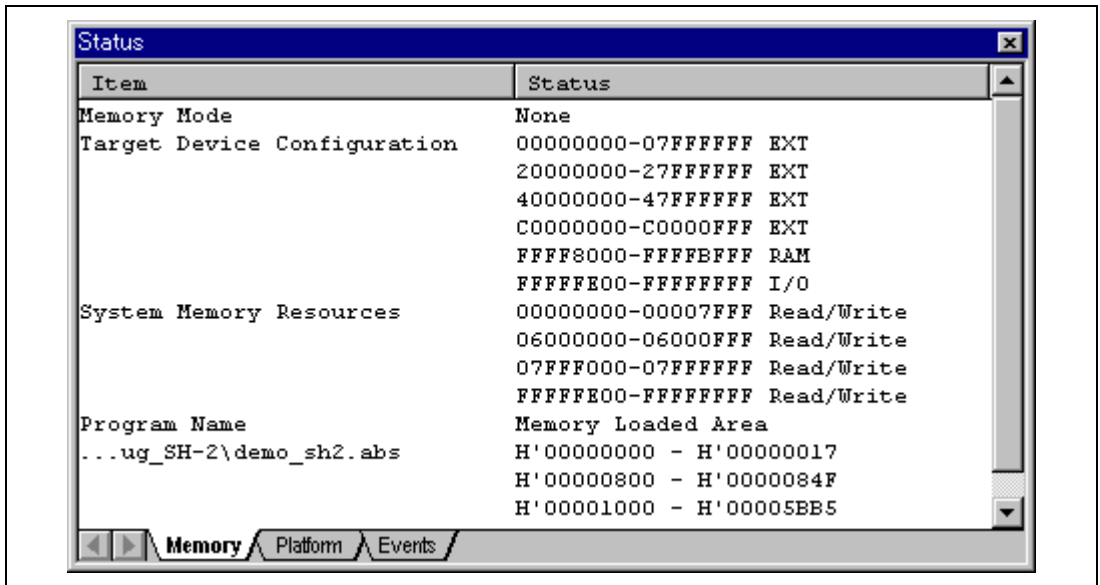 Status
Item Status
Memory Mode None
Target Device Configuration 00000000-07FFFFFF EXT
20000000-27FFFFFF EXT
40000000-47FFFFFF EXT
C0000000-C0000FFF EXT
FFFF8000-FFFFBFFF RAM
FFFFFE00-FFFFFFFF I/O
System Memory Resources 00000000-00007FFF Read/Write
06000000-06000FFF Read/Write
07FFF000-07FFFFFF Read/Write
FFFFFE00-FFFFFFFF Read/Write
Program Name Memory Loaded Area
...ug_SH-2\demo_sh2.abs H'00000000 - H'00000017
H'00000800 - H'0000084F
H'00001000 - H'00005BB5
Memory Platform Events